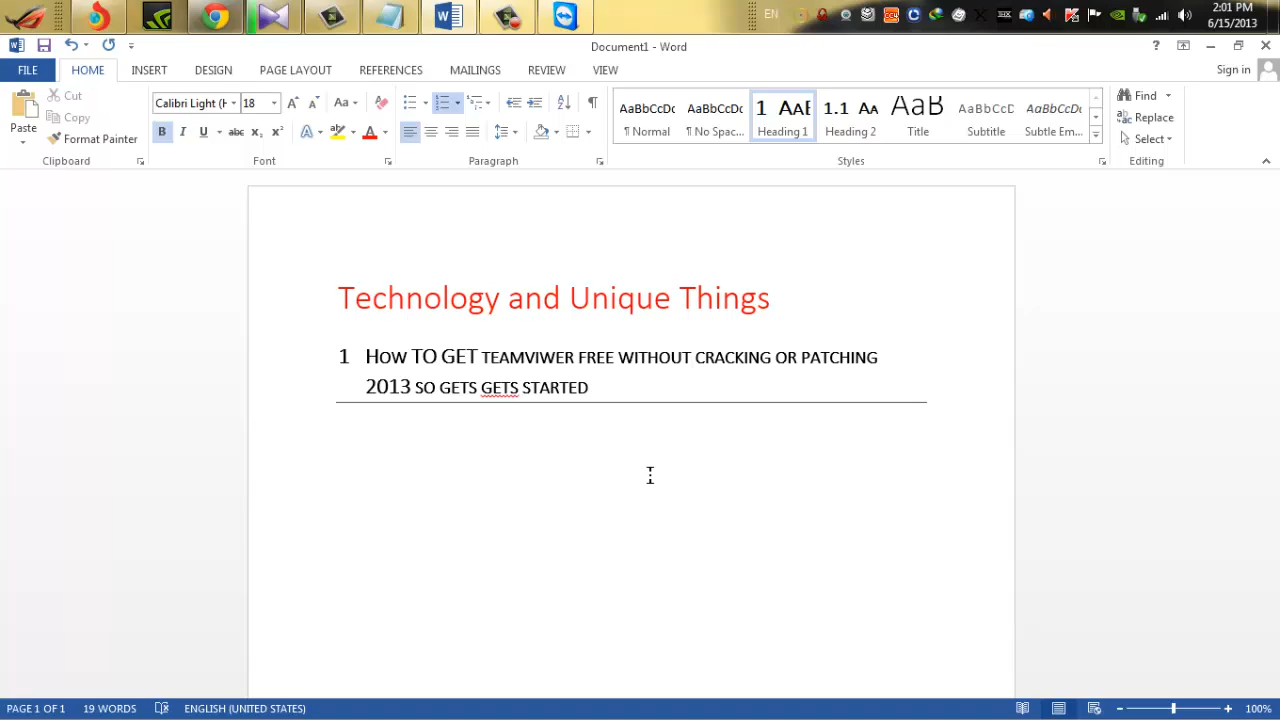 EN
2:01 PM
6/15/2013
Document1 - Word
FILE HOME INSERT DESIGN PAGE LAYOUT REFERENCES MAILINGS REVIEW VIEW Sign in
Paste
Cut
Copy
Format Painter
Calibri Light (H 18
Clipboard Font Paragraph Styles Editing
AaBbCcDc AaBbCcDc 1 AAB 1.1 AA AaB AaBbCcD AaBbCcDc
¶ Normal ¶ No Spac... Heading 1 Heading 2 Title Subtitle Subtle Em...
Find
Replace
Select
Technology and Unique Things
1 HOW TO GET TEAMVIWER FREE WITHOUT CRACKING OR PATCHING
2013 SO GETS GETS STARTED
PAGE 1 OF 1 19 WORDS ENGLISH (UNITED STATES) 100%